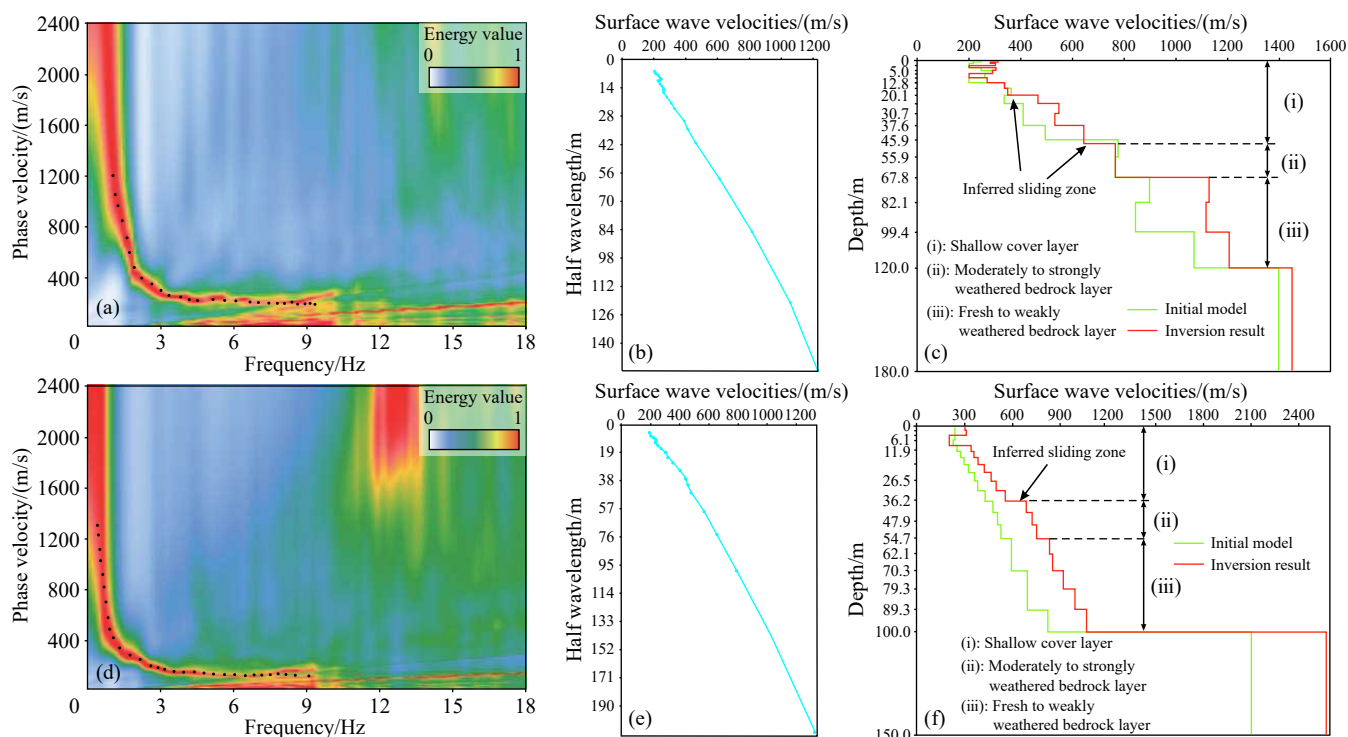 2400
2000
1600
1200
800
400
Phase velocity/(m/s)
Energy value
0 1
(a)
3 6 9 12 15 18
Frequency/Hz
Surface wave velocities/(m/s)
0 200 400 600 800 1000 1200
0
14
28
42
56
70
84
98
112
126
140
Half wavelength/m
(b)
Surface wave velocities/(m/s)
0 200 400 600 800 1000 1200 1400 1600
0
5.0
12.8
20.1
30.7
37.6
45.9
55.9
67.8
82.1
99.4
120.0
180.0
Depth/m
Inferred sliding zone
(i)
(ii)
(iii)
(i): Shallow cover layer
(ii): Moderately to strongly
weathered bedrock layer
(iii): Fresh to weakly
weathered bedrock layer
Initial model
Inversion result
(c)
2400
2000
1600
1200
800
400
Phase velocity/(m/s)
Energy value
0 1
(d)
3 6 9 12 15 18
Frequency/Hz
Surface wave velocities/(m/s)
0 200 400 600 800 1000 1200
0
19
38
57
76
95
114
143
152
171
190
Half wavelength/m
(e)
Surface wave velocities/(m/s)
0 300 600 900 1200 1500 1800 2100 2400
0
6.1
11.9
26.5
36.2
47.9
54.7
62.1
70.3
79.3
89.3
100.0
150.0
Depth/m
Inferred sliding zone
(i)
(ii)
(iii)
Initial model
Inversion result
(i): Shallow cover layer
(ii): Moderately to strongly
weathered bedrock layer
(iii): Fresh to weakly
weathered bedrock layer
(f)